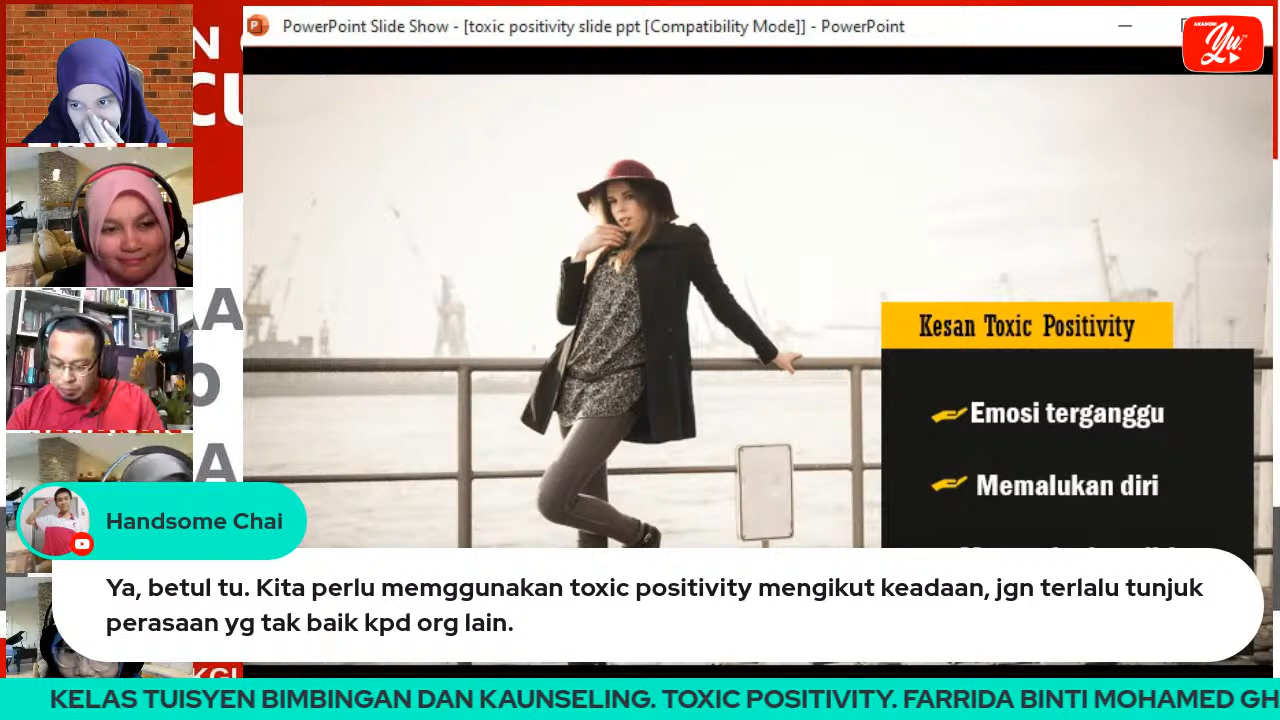 PowerPoint Slide Show - [toxic positivity slide ppt [Compatibility Mode]] - PowerPoint
AKADEMI
Yu
Kesan Toxic Positivity
Emosi terganggu
Memalukan diri
Handsome Chai
Ya, betul tu. Kita perlu memggunakan toxic positivity mengikut keadaan, jgn terlalu tunjuk
perasaan yg tak baik kpd org lain.
KELAS TUISYEN BIMBINGAN DAN KAUNSELING. TOXIC POSITIVITY. FARRIDA BINTI MOHAMED GH